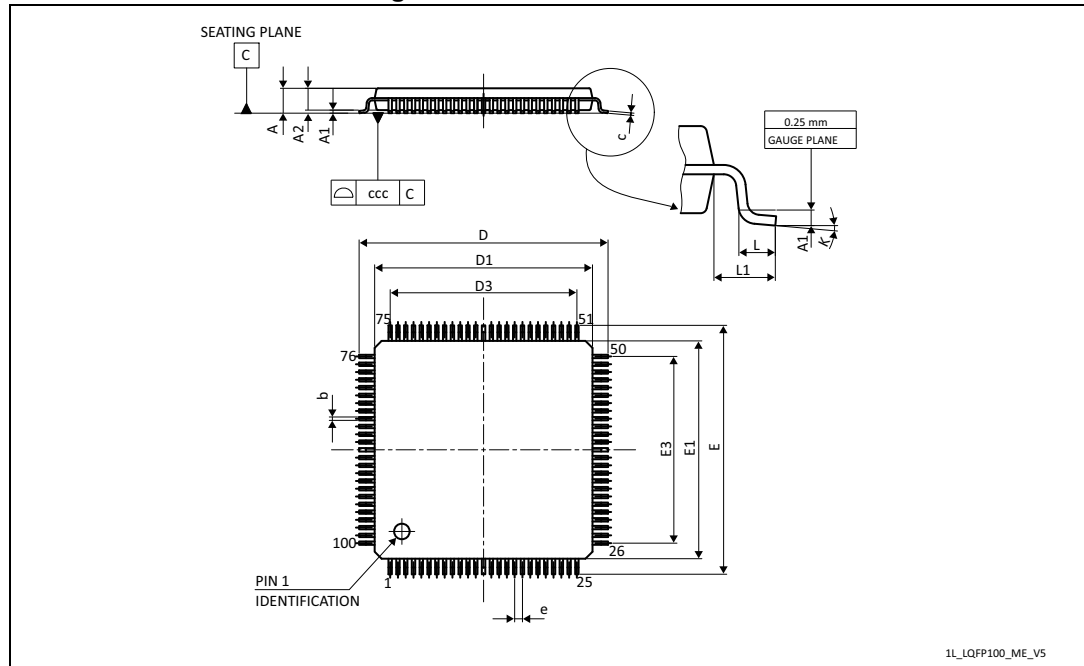 SEATING PLANE
C
A
A2
A1
c
0.25 mm
GAUGE PLANE
ccc C
A1
K
L
L1
D
D1
D3
75
51
76
50
b
E3
E1
E
100
26
1
25
PIN 1
IDENTIFICATION
e
1L_LQFP100_ME_V5